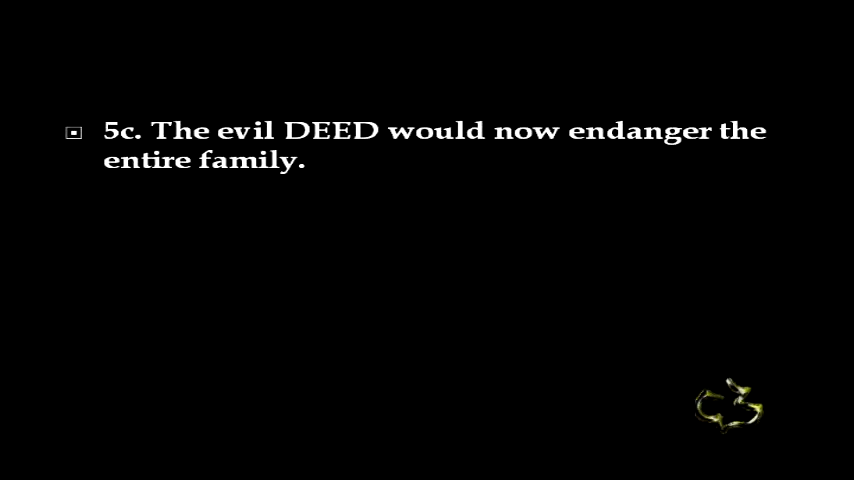 5c. The evil DEED would now endanger the
entire family.